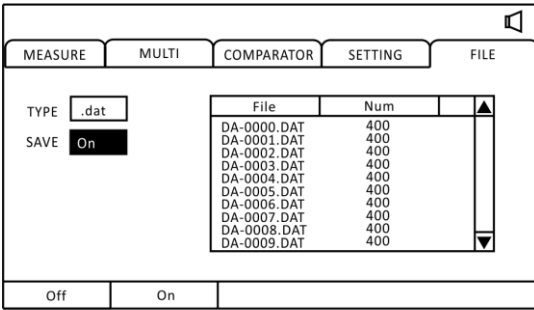 MEASURE MULTI COMPARATOR SETTING FILE
TYPE .dat
SAVE On
File Num
DA-0000.DAT 400
DA-0001.DAT 400
DA-0002.DAT 400
DA-0003.DAT 400
DA-0004.DAT 400
DA-0005.DAT 400
DA-0006.DAT 400
DA-0007.DAT 400
DA-0008.DAT 400
DA-0009.DAT 400
Off On